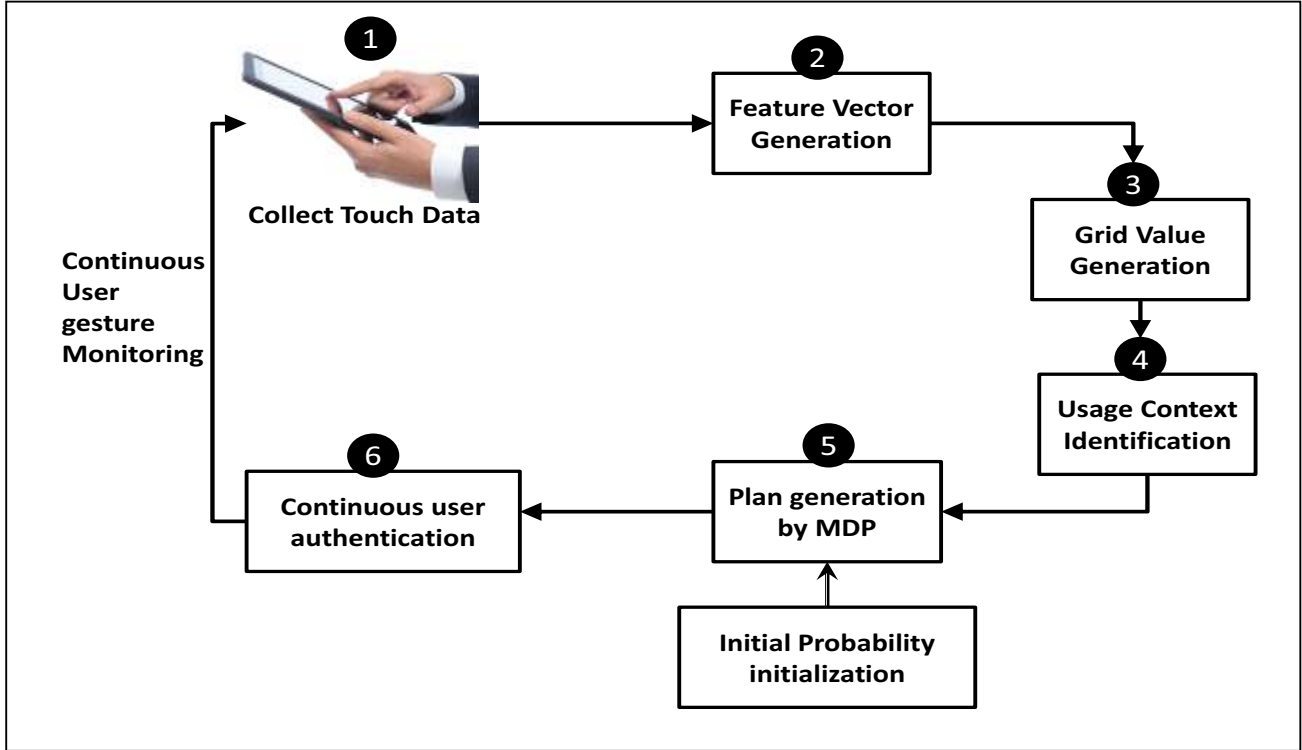 1
Collect Touch Data
2
Feature Vector
Generation
3
Grid Value
Generation
4
Usage Context
Identification
5
Plan generation
by MDP
Initial Probability
initialization
6
Continuous user
authentication
Continuous
User
gesture
Monitoring